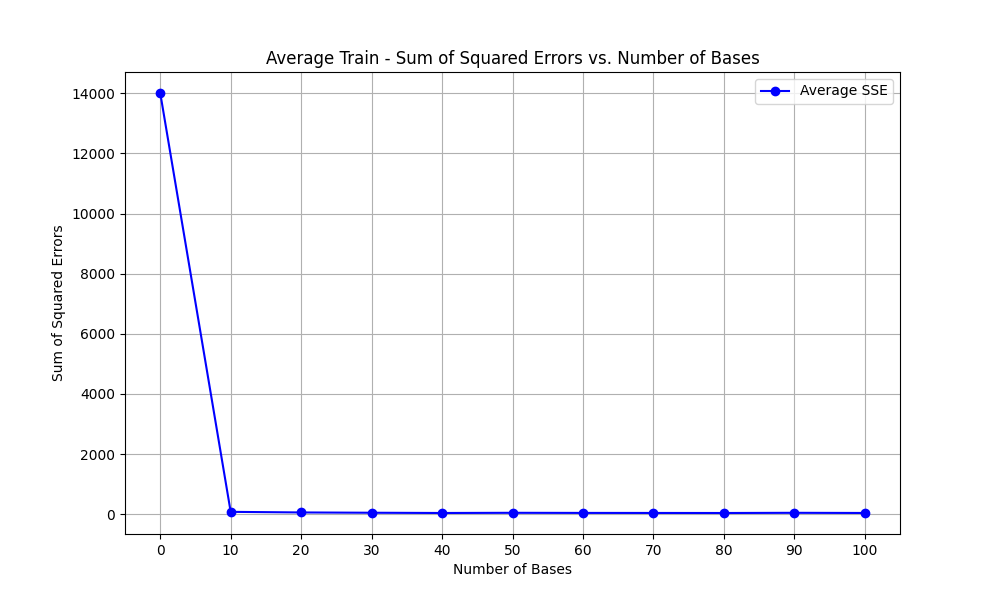 Average Train - Sum of Squared Errors vs. Number of Bases
Average SSE
14000
12000
10000
8000
6000
4000
2000
0
Sum of Squared Errors
0 10 20 30 40 50 60 70 80 90 100
Number of Bases